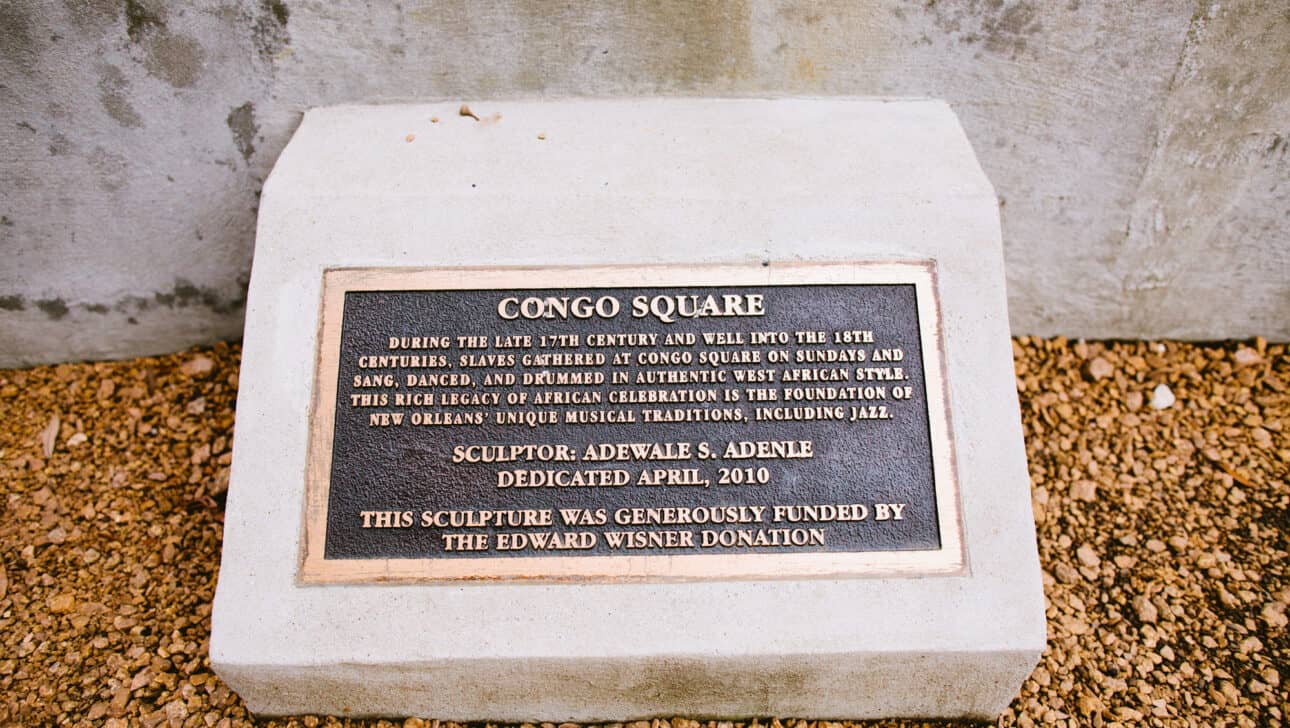 CONGO SQUARE
DURING THE LATE 17TH CENTURY AND WELL INTO THE 18TH
CENTURIES, SLAVES GATHERED AT CONGO SQUARE ON SUNDAYS AND
SANG, DANCED, AND DRUMMED IN AUTHENTIC WEST AFRICAN STYLE.
THIS RICH LEGACY OF AFRICAN CELEBRATION IS THE FOUNDATION OF
NEW ORLEANS' UNIQUE MUSICAL TRADITIONS, INCLUDING JAZZ.
SCULPTOR: ADEWALE S. ADENLE
DEDICATED APRIL, 2010
THIS SCULPTURE WAS GENEROUSLY FUNDED BY
THE EDWARD WISNER DONATION